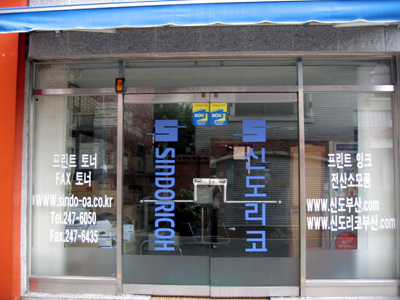 프린트 토너
FAX 토너
www.sindo-oa.co.kr
Tel.247-6050
Fax.247-6435
SINDORICOH
신도리코
프린트 잉크
전산소모품
www.신도부산.com
www.신도리코부산.com